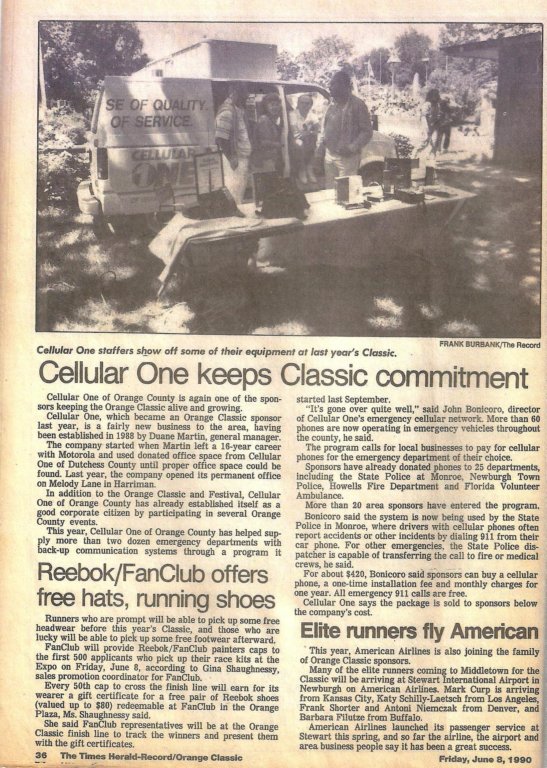 SE OF QUALITY.
OF SERVICE.
CELLULAR
ONE
FRANK BURBANK/The Record
Cellular One staffers show off some of their equipment at last year's Classic.
Cellular One keeps Classic commitment
Cellular One of Orange County is again one of the spon-
sors keeping the Orange Classic alive and growing.
Cellular One, which became an Orange Classic sponsor
last year, is a fairly new business to the area, having
been established in 1988 by Duane Martin, general manager.
The company started when Martin left a 16-year career
with Motorola and used donated office space from Cellular
One of Dutchess County until proper office space could be
found. Last year, the company opened its permanent office
on Melody Lane in Harriman.
In addition to the Orange Classic and Festival, Cellular
One of Orange County has already established itself as a
good corporate citizen by participating in several Orange
County events.
This year, Cellular One of Orange County has helped sup-
ply more than two dozen emergency departments with
back-up communication systems through a program it
started last September.
"It's gone over quite well," said John Bonicoro, director
of Cellular One's emergency cellular network. More than 60
phones are now operating in emergency vehicles throughout
the county, he said.
The program calls for local businesses to pay for cellular
phones for the emergency department of their choice.
Sponsors have already donated phones to 25 departments,
including the State Police at Monroe, Newburgh Town
Police, Howells Fire Department and Florida Volunteer
Ambulance.
More than 20 area sponsors have entered the program.
Bonicoro said the system is now being used by the State
Police in Monroe, where drivers with cellular phones often
report accidents or other incidents by dialing 911 from their
car phone. For other emergencies, the State Police dis-
patcher is capable of transferring the call to fire or medical
crews, he said.
For about $420, Bonicoro said sponsors can buy a cellular
phone, a one-time installation fee and monthly charges for
one year. All emergency 911 calls are free.
Cellular One says the package is sold to sponsors below
the company's cost.
Reebok/FanClub offers
free hats, running shoes
Runners who are prompt will be able to pick up some free
headwear before this year's Classic, and those who are
lucky will be able to pick up some free footwear afterward.
FanClub will provide Reebok/FanClub painters caps to
the first 500 applicants who pick up their race kits at the
Expo on Friday, June 8, according to Gina Shaughnessy,
sales promotion coordinator for FanClub.
Every 50th cap to cross the finish line will earn for its
wearer a gift certificate for a free pair of Reebok shoes
(valued up to $80) redeemable at FanClub in the Orange
Plaza, Ms. Shaughnessy said.
She said FanClub representatives will be at the Orange
Classic finish line to track the winners and present them
with the gift certificates.
Elite runners fly American
This year, American Airlines is also joining the family
of Orange Classic sponsors.
Many of the elite runners coming to Middletown for the
Classic will be arriving at Stewart International Airport in
Newburgh on American Airlines. Mark Curp is arriving
from Kansas City, Katy Schilly-Laetsch from Los Angeles,
Frank Shorter and Antoni Niemczak from Denver, and
Barbara Filutze from Buffalo.
American Airlines launched its passenger service at
Stewart this spring, and so far the airline, the airport and
area business people say it has been a great success.
36 The Times Herald-Record/Orange Classic
Friday, June 8, 1990